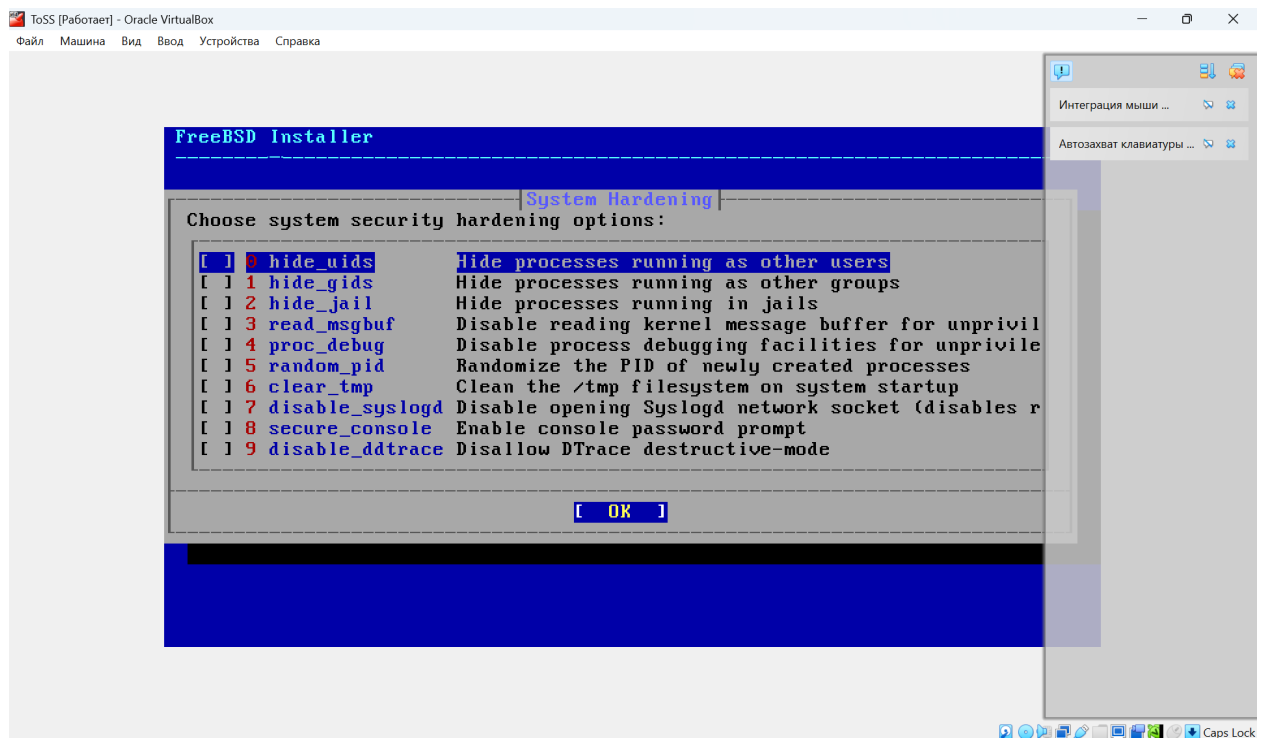 ToSS [Работает] - Oracle VirtualBox
Файл Машина Вид Ввод Устройства Справка
Интеграция мыши ...
Автозахват клавиатуры ...
FreeBSD Installer
System Hardening
Choose system security hardening options:
[ ] 0 hide_uids Hide processes running as other users
[ ] 1 hide_gids Hide processes running as other groups
[ ] 2 hide_jail Hide processes running in jails
[ ] 3 read_msgbuf Disable reading kernel message buffer for unprivil
[ ] 4 proc_debug Disable process debugging facilities for unprivile
[ ] 5 random_pid Randomize the PID of newly created processes
[ ] 6 clear_tmp Clean the /tmp filesystem on system startup
[ ] 7 disable_syslogd Disable opening Syslogd network socket (disables r
[ ] 8 secure_console Enable console password prompt
[ ] 9 disable_ddtrace Disallow DTrace destructive-mode
[ OK ]
Caps Lock